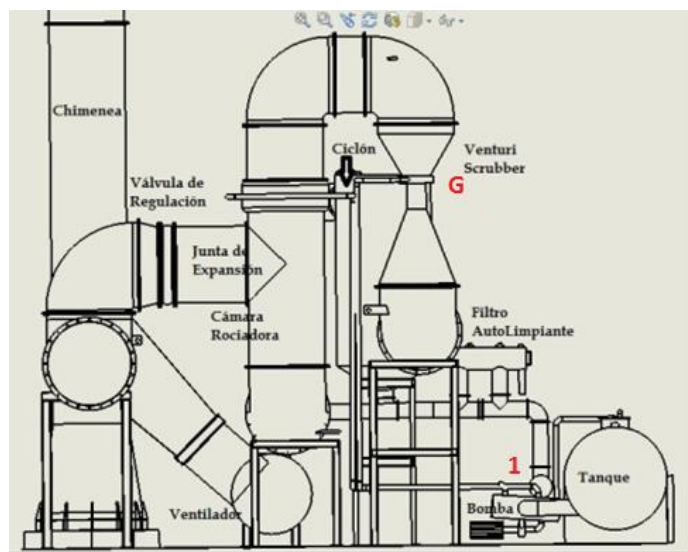 Chimenea
Ciclón
Venturi
Scrubber
Válvula de
Regulación
G
Junta de
Expansión
Cámara
Rociadora
Filtro
AutoLimpiante
1
Tanque
Ventilador
Bomba